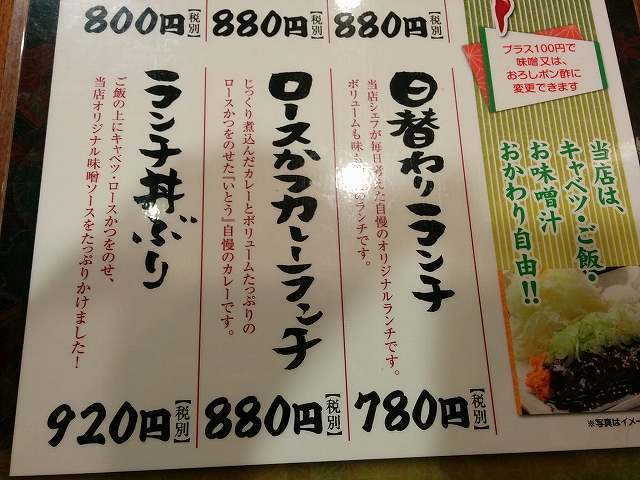 880円【税別】
880円【税別】
800円【税別】
プラス100円で
味噌又は、
おろしポン酢に
変更できます
当店は、
キャベツ・ご飯・
お味噌汁
おかわり自由!!
※写真はイメー
日替わりランチ
当店シェフが毎日考えた自慢のオリジナルランチです。
ボリュームも味・のランチです。
780円【税別】
ロースかつカレーランチ
じっくり煮込んだカレーとボリュームたっぷりの
ロースかつをのせた『いとう』自慢のカレーです。
880円【税別】
ランチ丼ぶり
ご飯の上にキャベツ・ロースかつをのせ、
当店オリジナル味噌ソースをたっぷりかけました!
920円【税別】